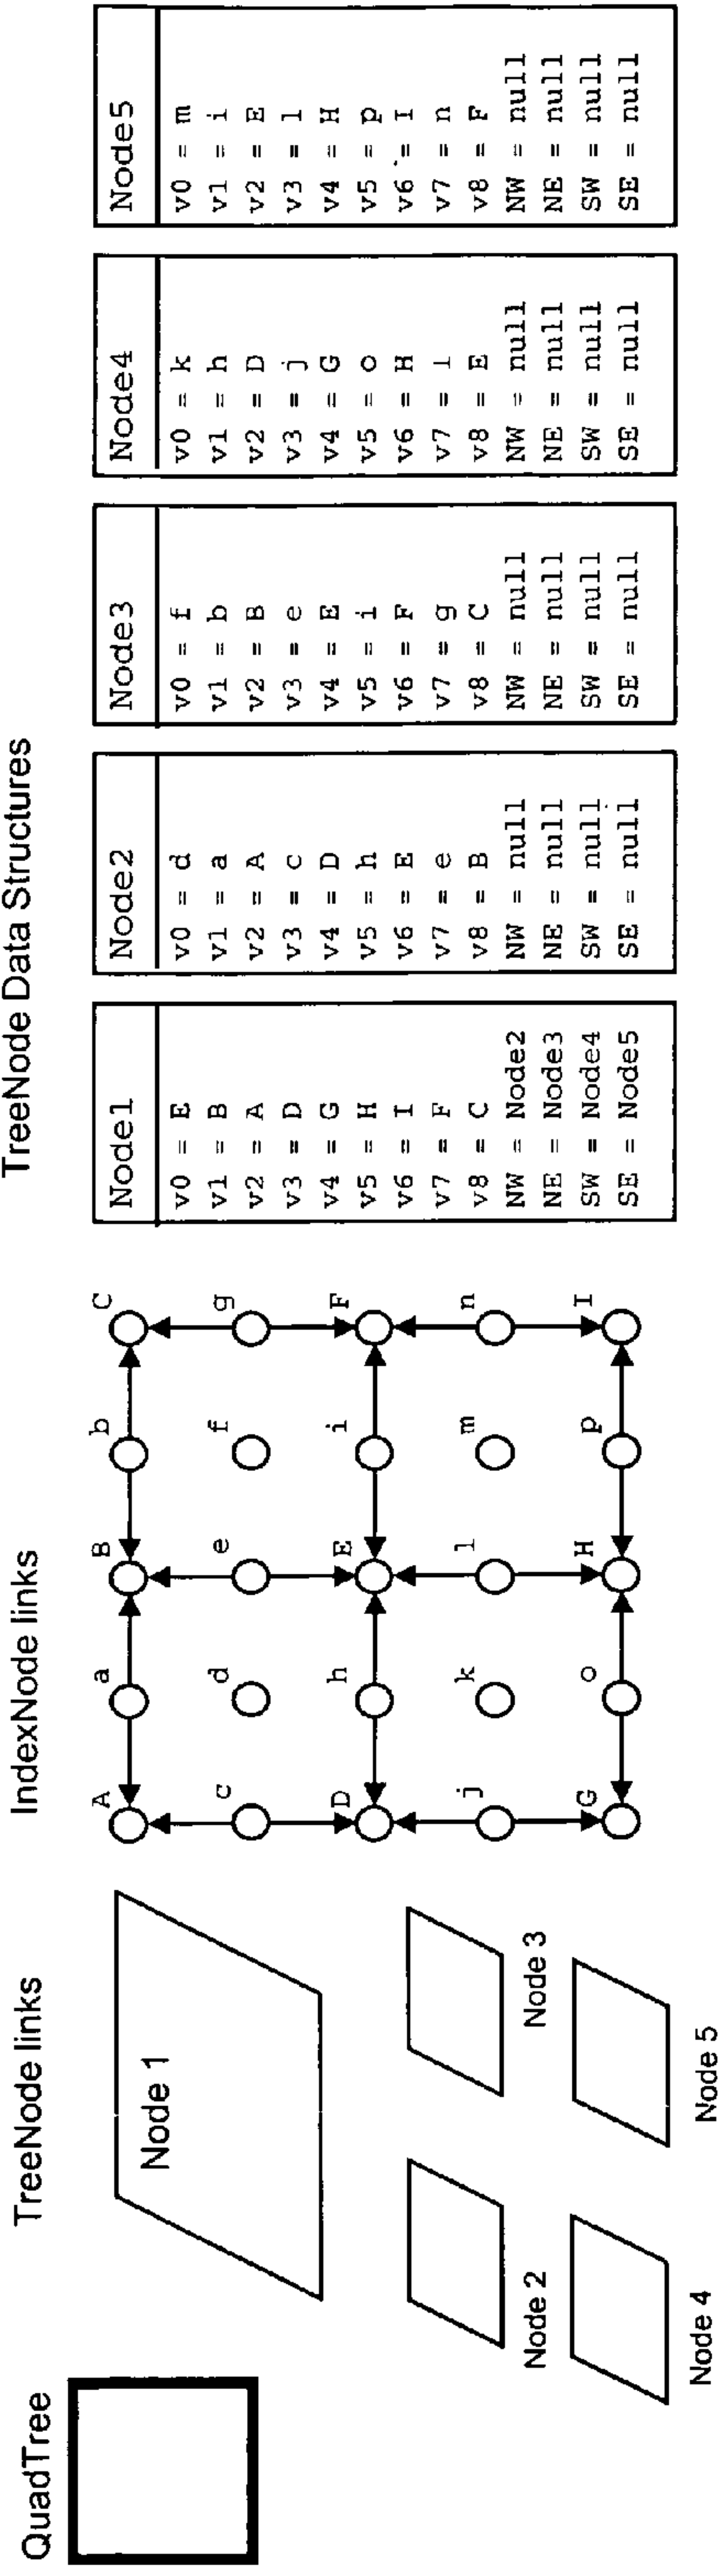 QuadTree
TreeNode links
Node 1
Node 2
Node 3
Node 4
Node 5
IndexNode links
A a B b C
c d e f g
D h E i F
j k l m n
G o H p I
TreeNode Data Structures
Node1
v0 = E
v1 = B
v2 = A
v3 = D
v4 = G
v5 = H
v6 = I
v7 = F
v8 = C
NW = Node2
NE = Node3
SW = Node4
SE = Node5
Node2
v0 = d
v1 = a
v2 = A
v3 = c
v4 = D
v5 = h
v6 = E
v7 = e
v8 = B
NW = null
NE = null
SW = null
SE = null
Node3
v0 = f
v1 = b
v2 = B
v3 = e
v4 = E
v5 = i
v6 = F
v7 = g
v8 = C
NW = null
NE = null
SW = null
SE = null
Node4
v0 = k
v1 = h
v2 = D
v3 = j
v4 = G
v5 = o
v6 = H
v7 = l
v8 = E
NW = null
NE = null
SW = null
SE = null
Node5
v0 = m
v1 = i
v2 = E
v3 = l
v4 = H
v5 = p
v6 = I
v7 = n
v8 = F
NW = null
NE = null
SW = null
SE = null